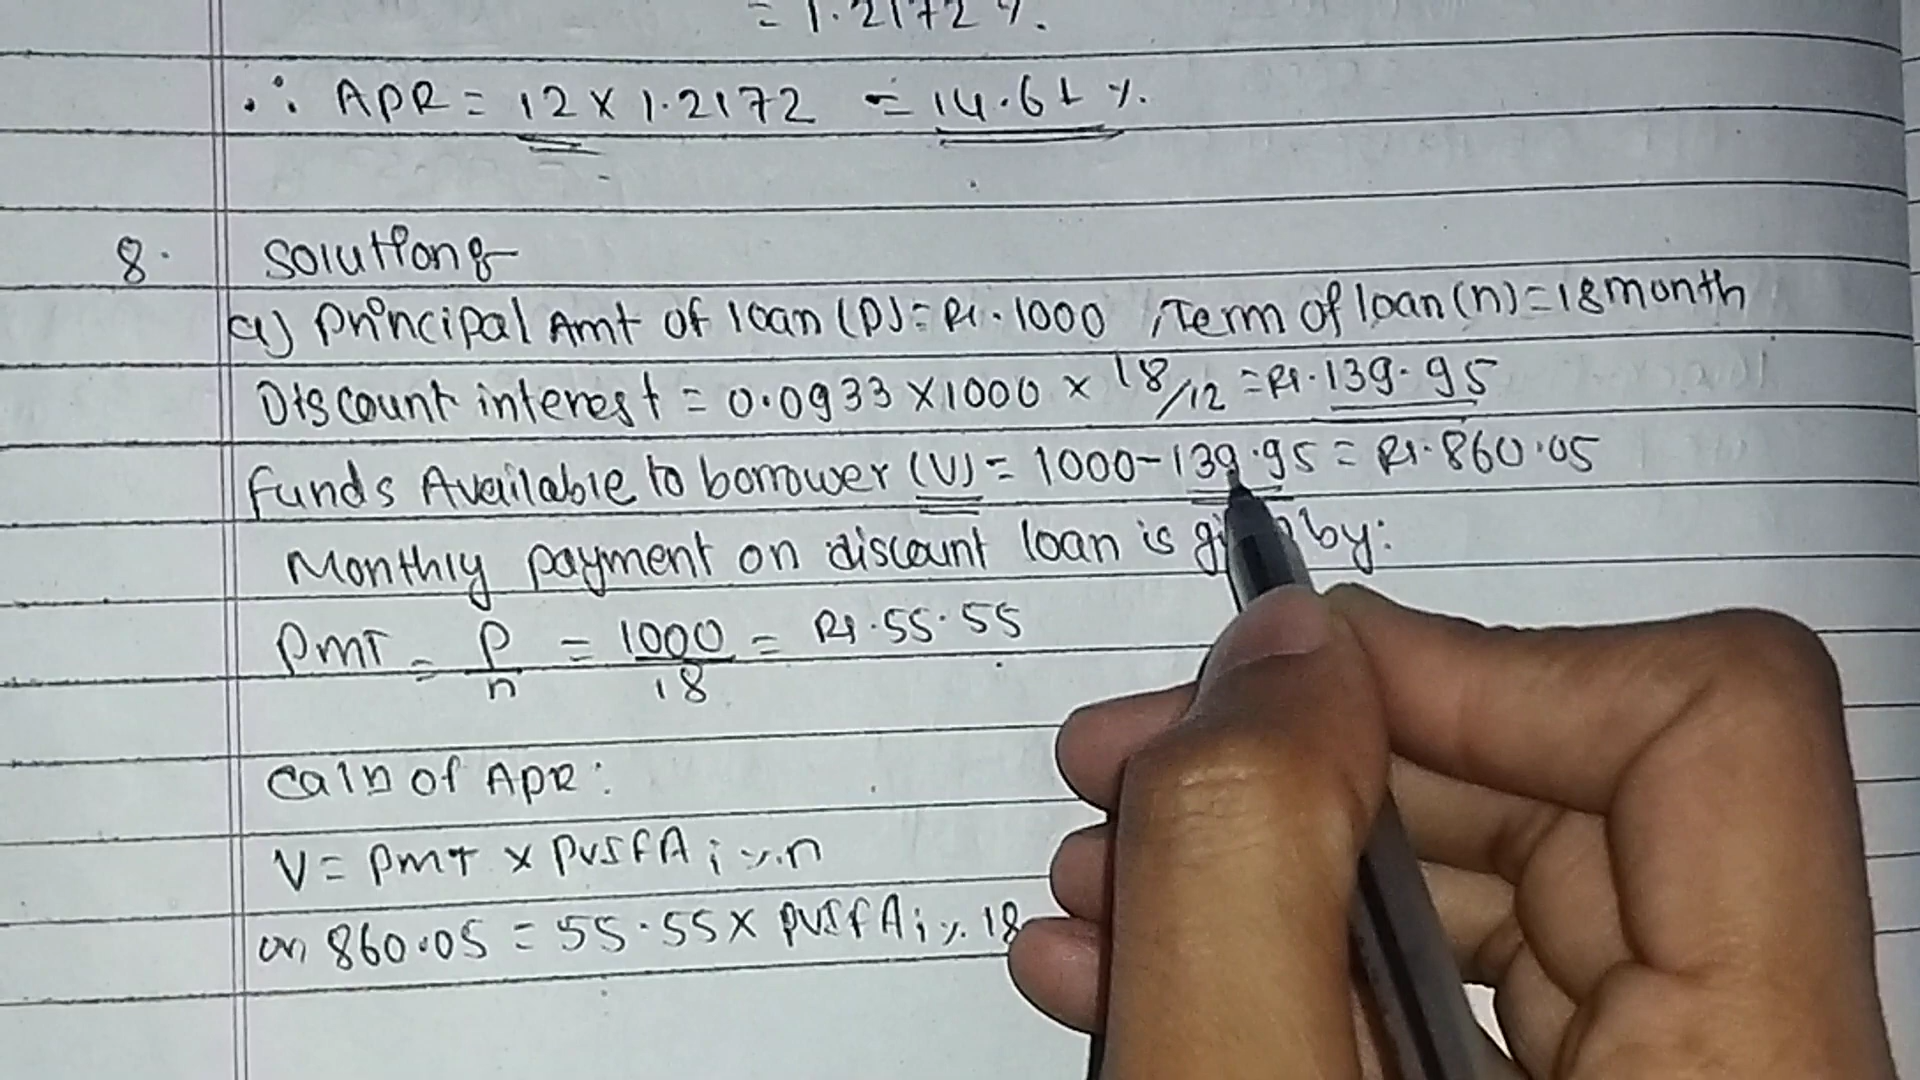 = 1.2172 %.
∴ APR = 12 x 1.2172 = 14.61 %.
8. Solution:-
a) Principal Amt of loan (P) = Rs. 1000, Term of loan (n) = 18 month
Discount interest = 0.0933 x 1000 x 18/12 = Rs. 139.95
Funds Available to borrower (V) = 1000 - 139.95 = Rs. 860.05
Monthly payment on discount loan is by:
PMT = P/n = 1000/18 = Rs. 55.55
Caln of APR:
V = PMT x PVIFA i%.n
or 860.05 = 55.55 x PVIFA i%. 18